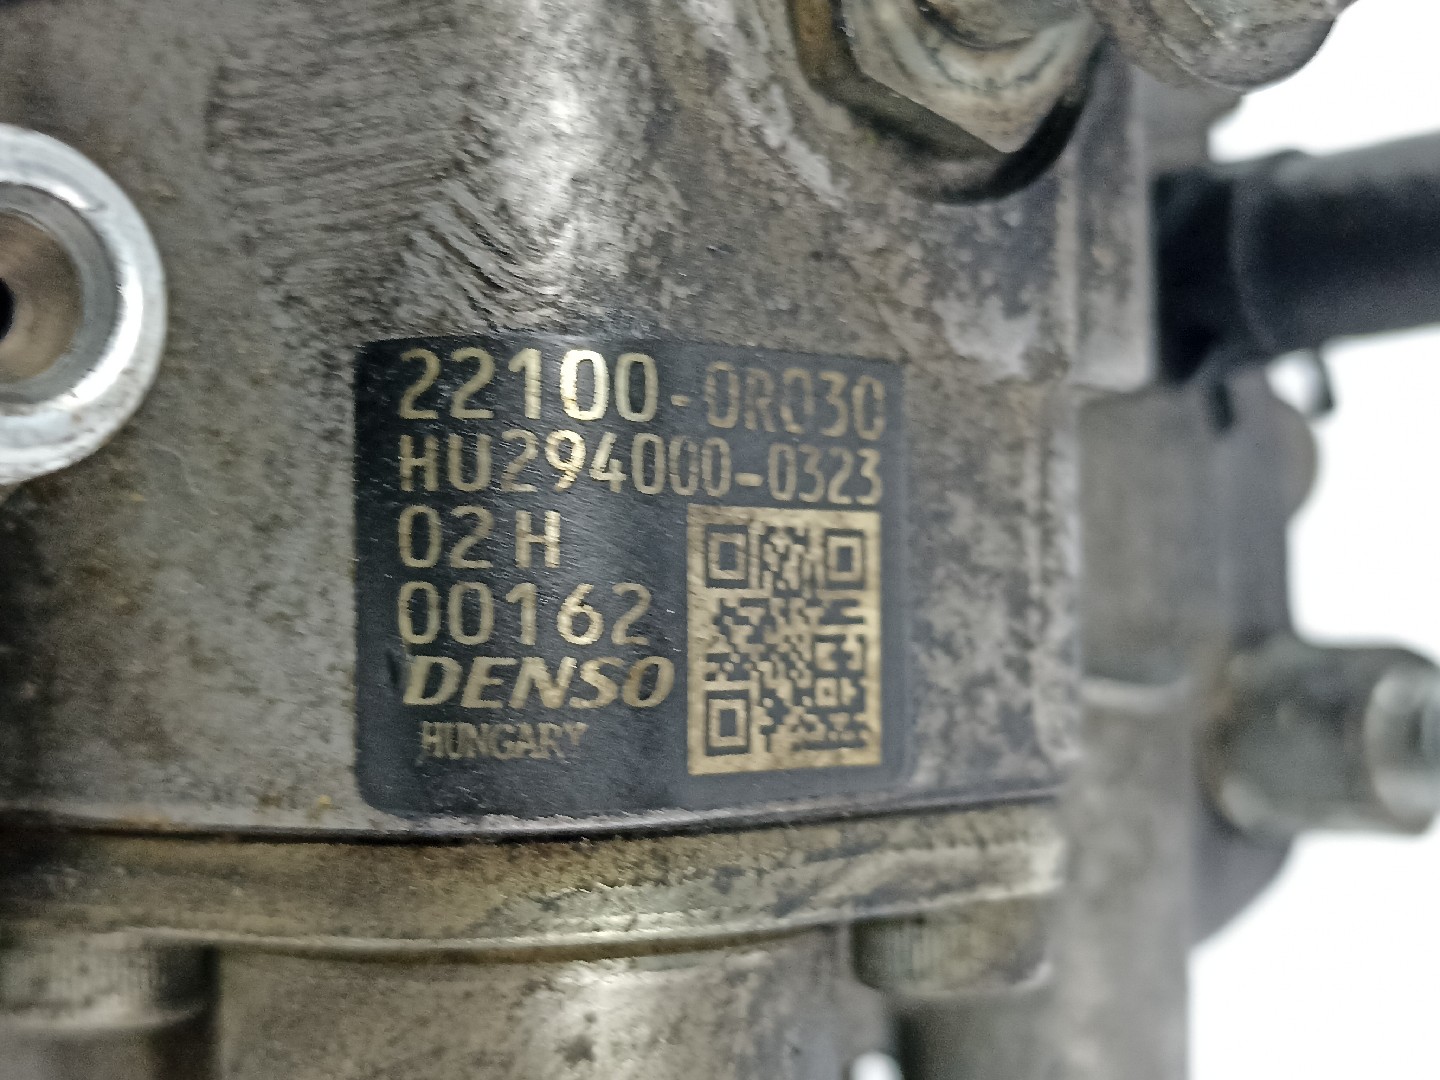 22100-0R030
HU294000-0323
02H
00162
DENSO
HUNGARY